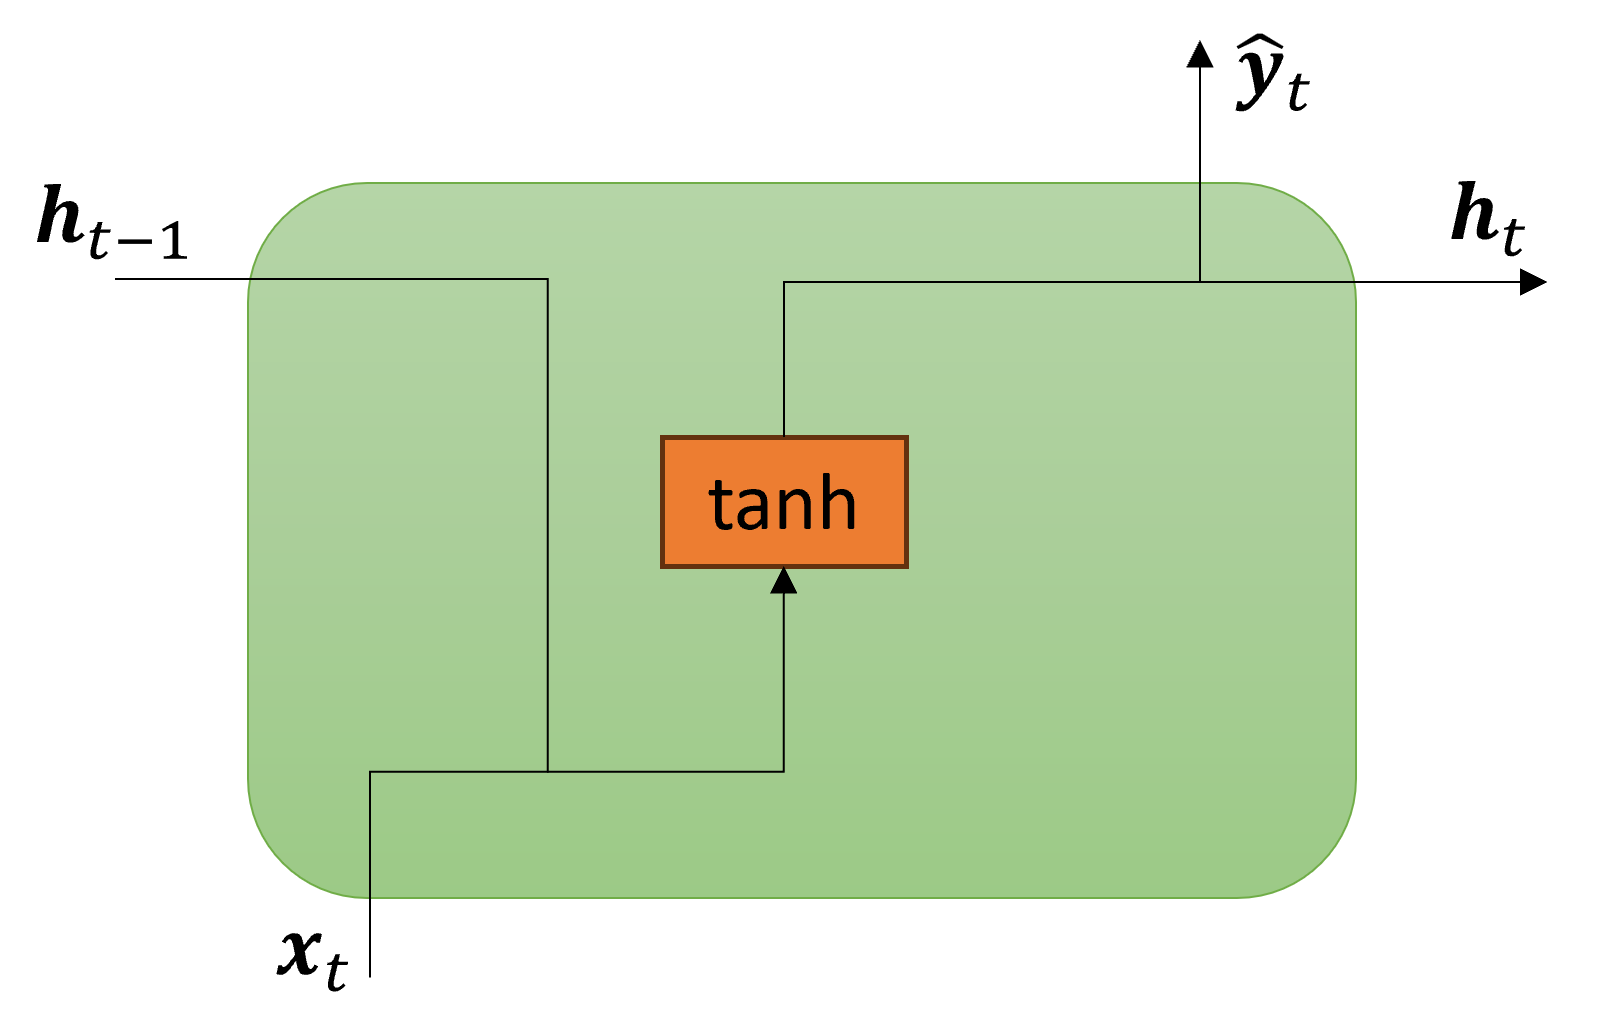 ŷ_t
h_{t−1}
h_t
tanh
x_t